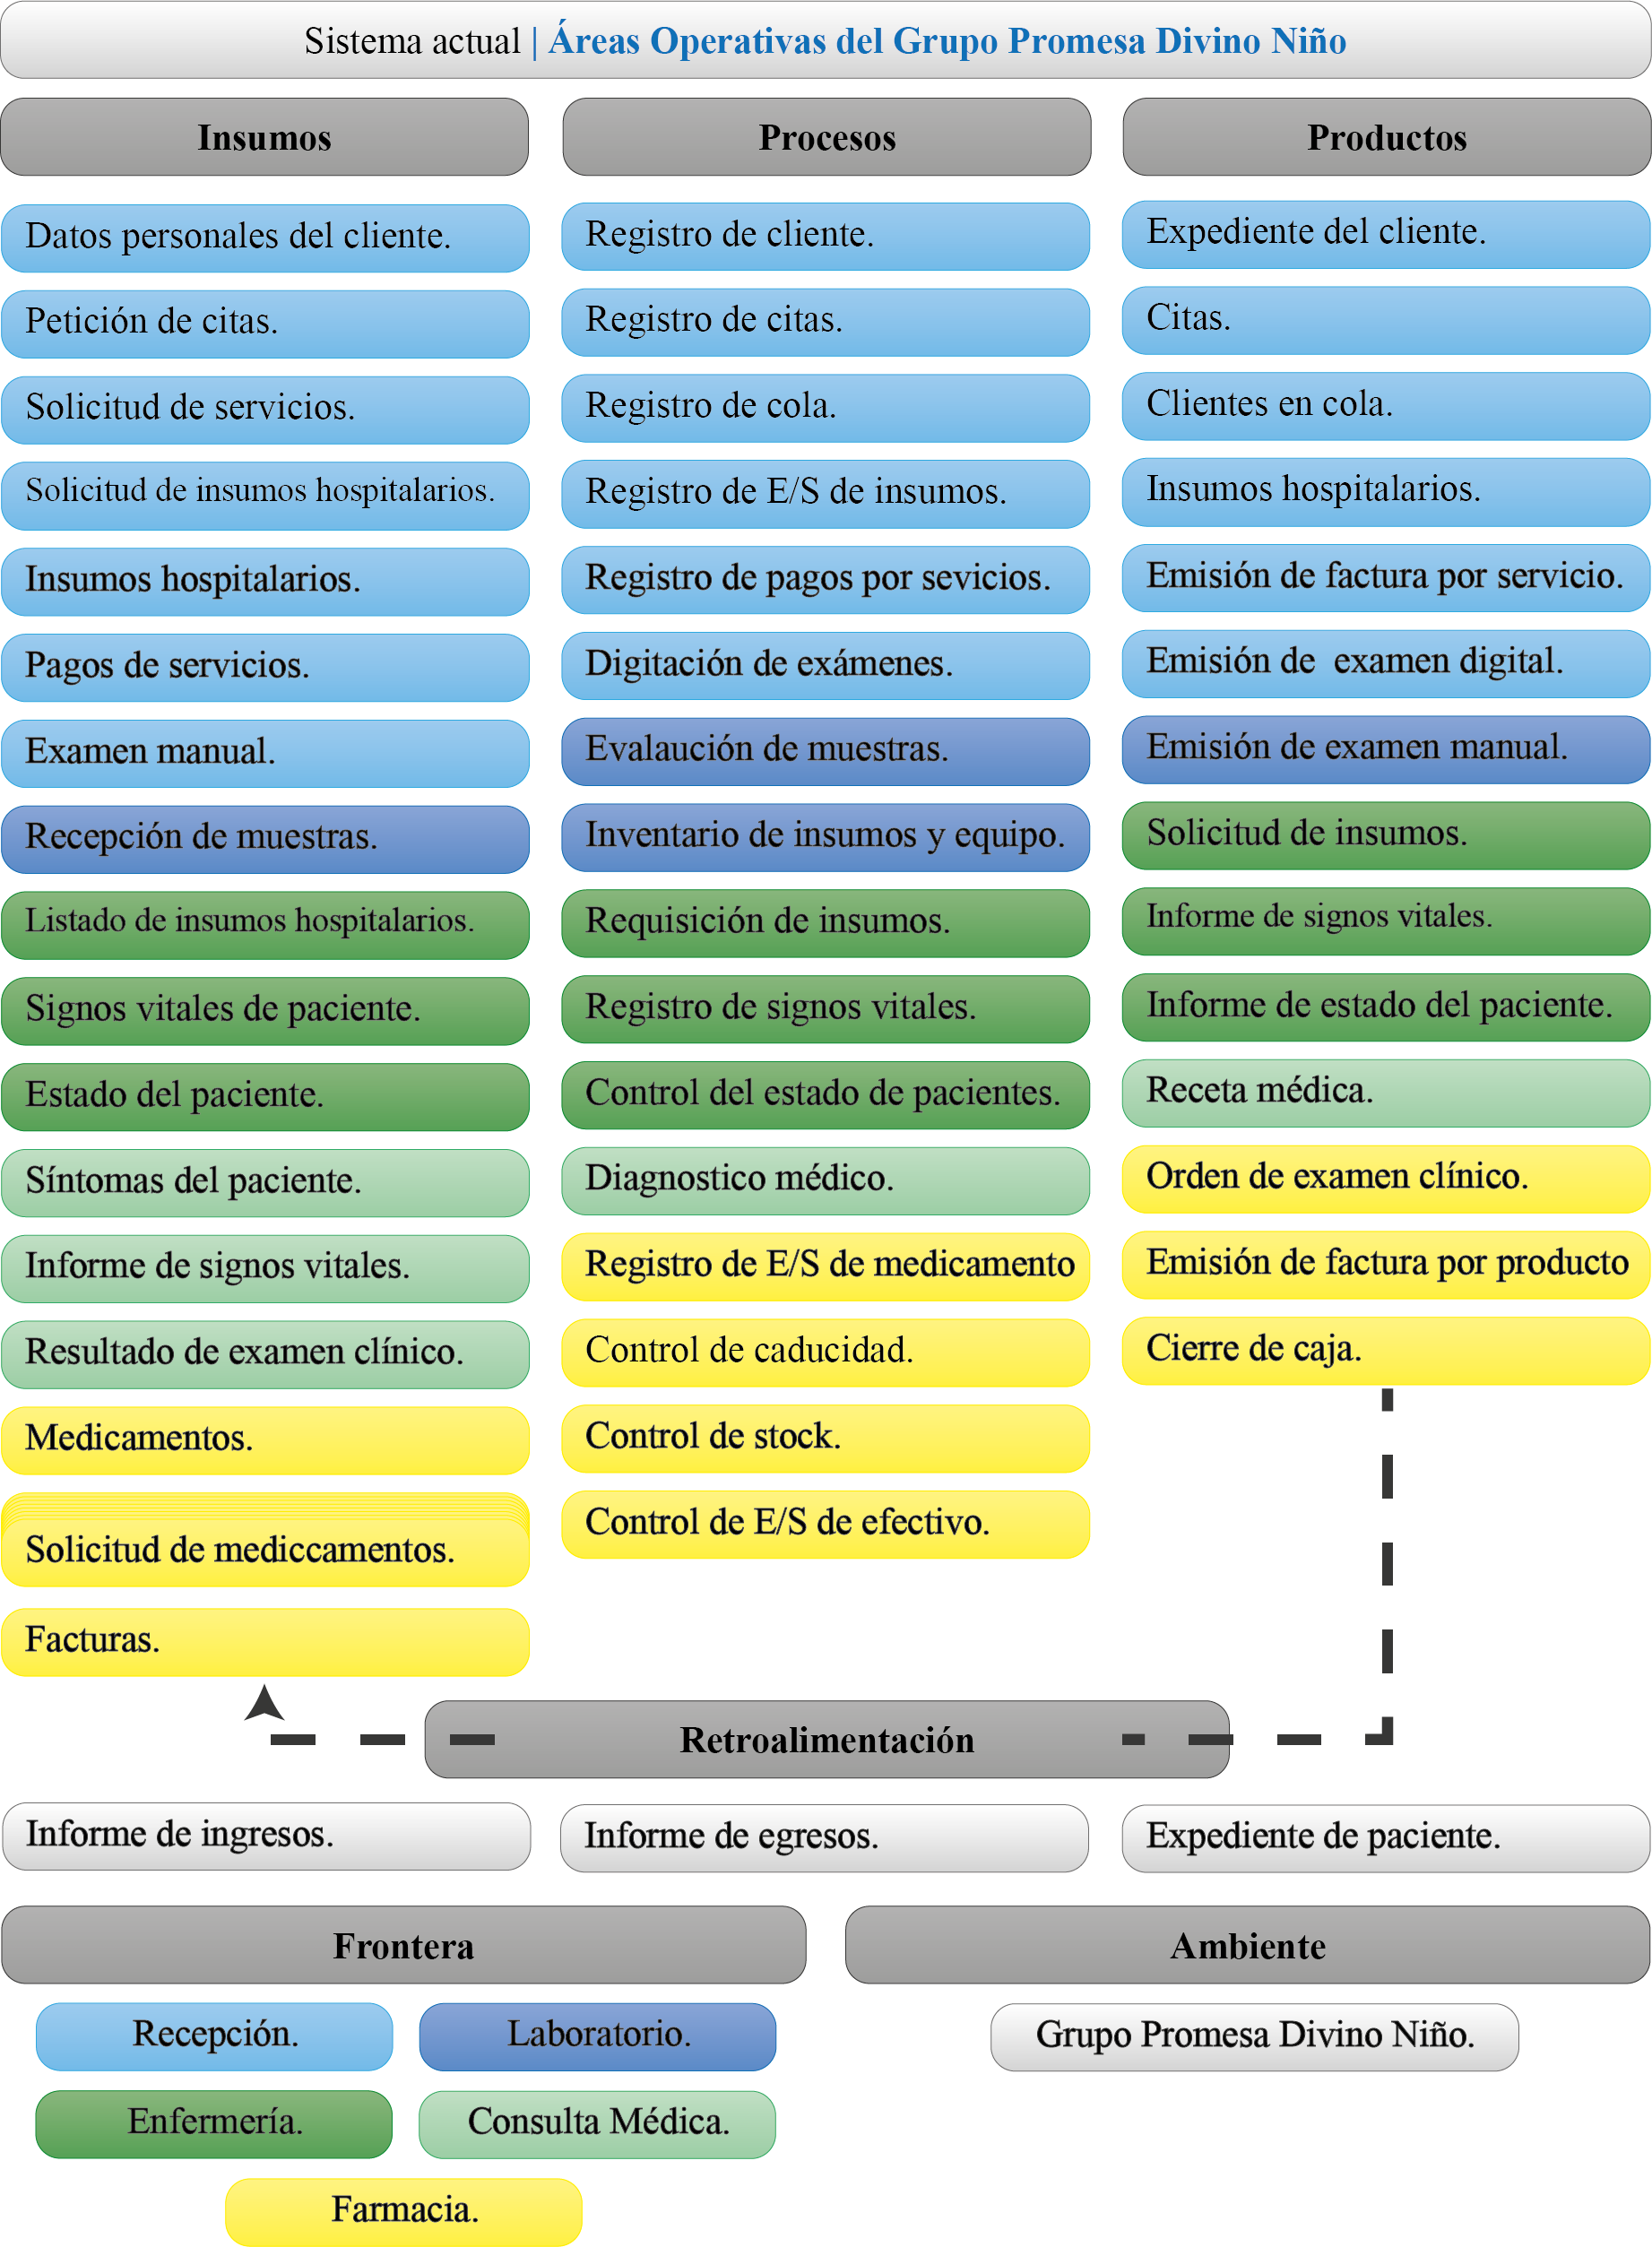 Sistema actual | Áreas Operativas del Grupo Promesa Divino Niño
Insumos
Procesos
Productos
Datos personales del cliente.
Registro de cliente.
Expediente del cliente.
Petición de citas.
Registro de citas.
Citas.
Solicitud de servicios.
Registro de cola.
Clientes en cola.
Solicitud de insumos hospitalarios.
Registro de E/S de insumos.
Insumos hospitalarios.
Insumos hospitalarios.
Registro de pagos por sevicios.
Emisión de factura por servicio.
Pagos de servicios.
Digitación de exámenes.
Emisión de examen digital.
Examen manual.
Evalaución de muestras.
Emisión de examen manual.
Recepción de muestras.
Inventario de insumos y equipo.
Solicitud de insumos.
Listado de insumos hospitalarios.
Requisición de insumos.
Informe de signos vitales.
Signos vitales de paciente.
Registro de signos vitales.
Informe de estado del paciente.
Estado del paciente.
Control del estado de pacientes.
Receta médica.
Síntomas del paciente.
Diagnostico médico.
Orden de examen clínico.
Informe de signos vitales.
Registro de E/S de medicamento
Emisión de factura por producto
Resultado de examen clínico.
Control de caducidad.
Cierre de caja.
Medicamentos.
Control de stock.
Solicitud de mediccamentos.
Control de E/S de efectivo.
Facturas.
Retroalimentación
Informe de ingresos.
Informe de egresos.
Expediente de paciente.
Frontera
Ambiente
Recepción.
Laboratorio.
Grupo Promesa Divino Niño.
Enfermería.
Consulta Médica.
Farmacia.